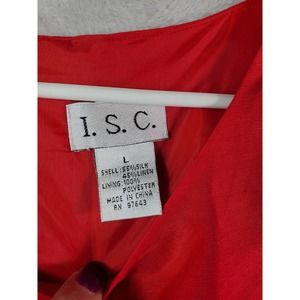 I. S. C.
L
SHELL: 55% SILK
45% LINEN
LINING: 100%
POLYESTER
MADE IN CHINA
RN 97643